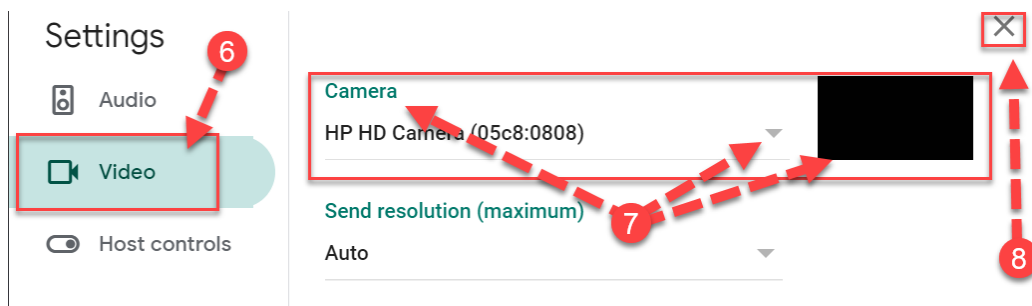 Settings
6
Audio
Camera
HP HD Camera (05c8:0808)
Video
Send resolution (maximum)
7
Host controls
Auto
8